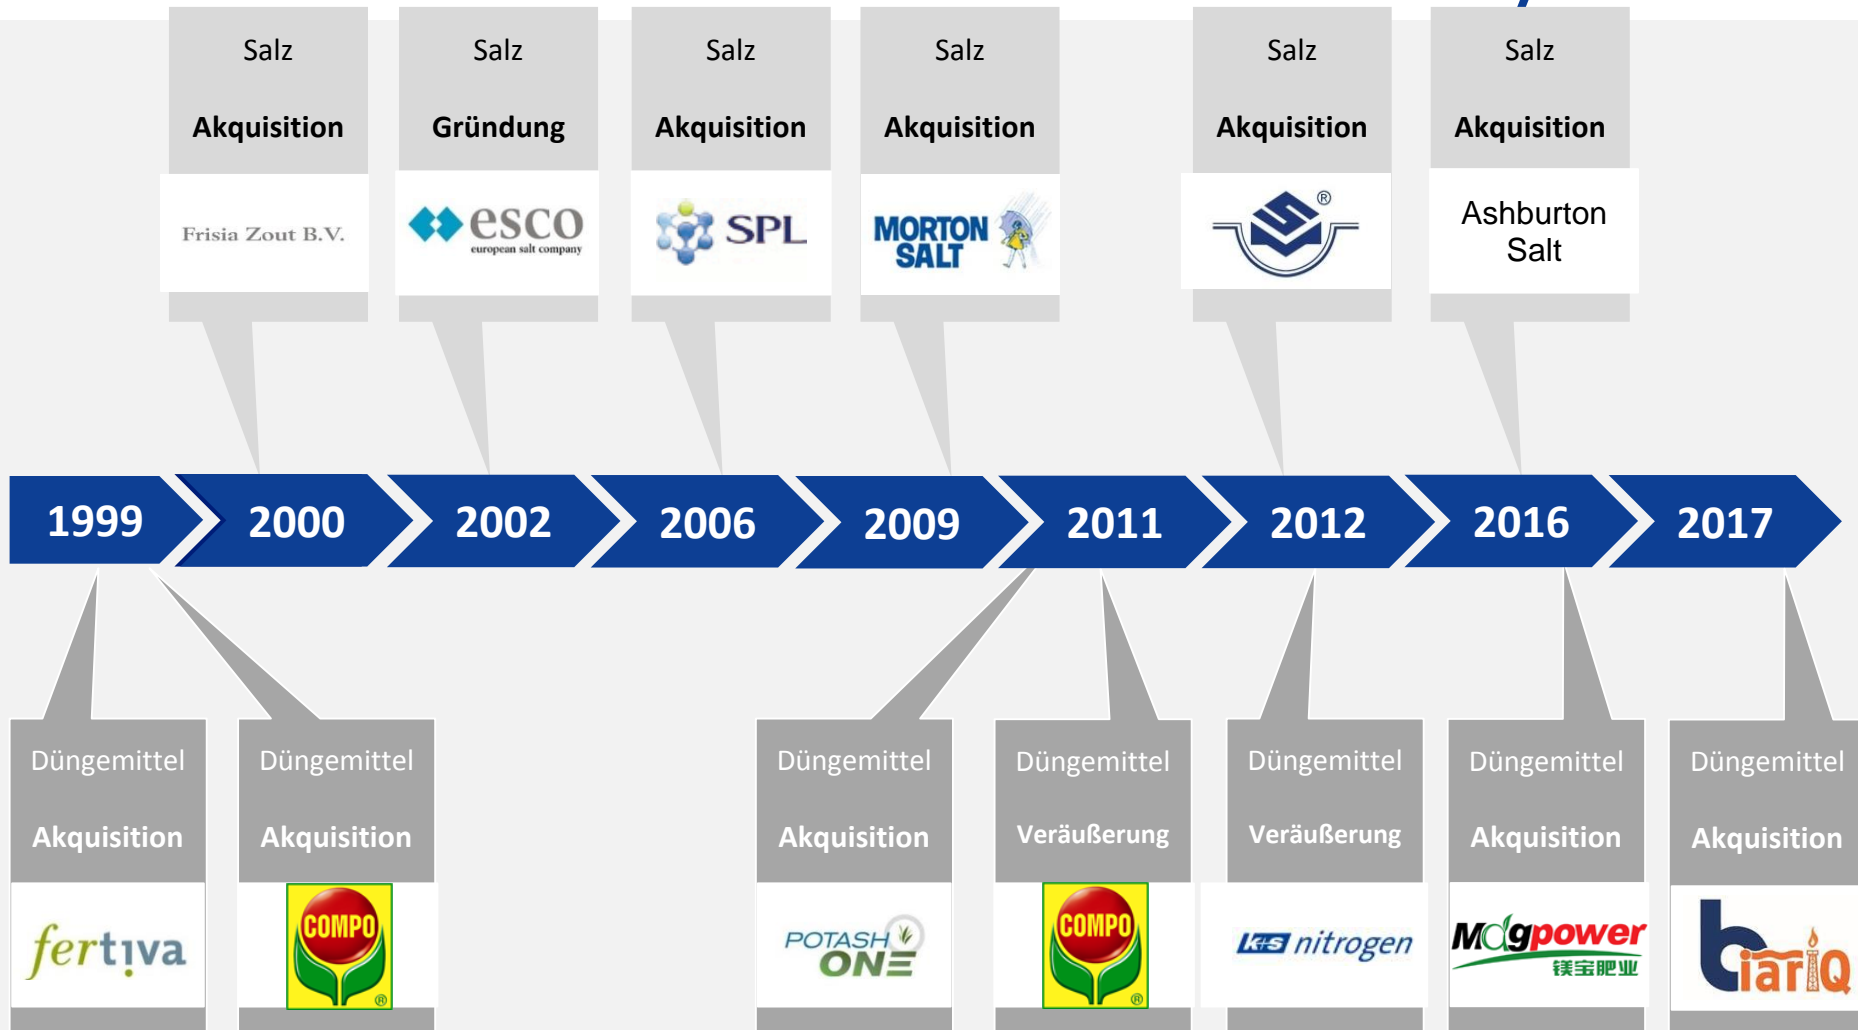 Salz
Akquisition
Frisia Zout B.V.
Salz
Gründung
esco
european salt company
Salz
Akquisition
SPL
Salz
Akquisition
MORTON
SALT
Salz
Akquisition
®
Salz
Akquisition
Ashburton
Salt
1999 2000 2002 2006 2009 2011 2012 2016 2017
Düngemittel
Akquisition
fertiva
Düngemittel
Akquisition
COMPO
®
Düngemittel
Akquisition
POTASH
ONE
Düngemittel
Veräußerung
COMPO
®
Düngemittel
Veräußerung
K+S nitrogen
Düngemittel
Akquisition
Magpower
镁宝肥业
Düngemittel
Akquisition
biariQ